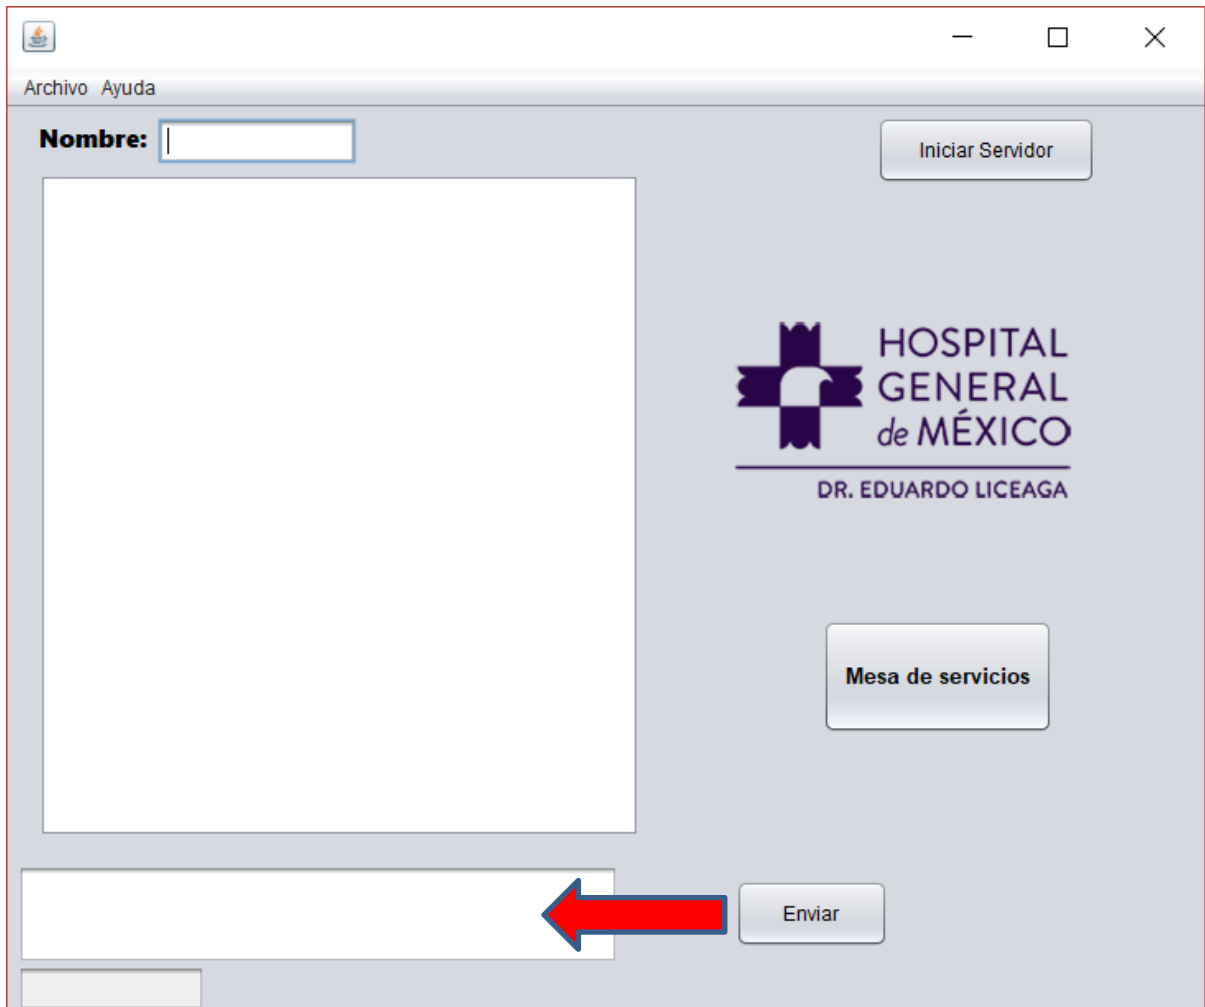 Archivo Ayuda
Nombre:
Iniciar Servidor
HOSPITAL
GENERAL
de MÉXICO
DR. EDUARDO LICEAGA
Mesa de servicios
Enviar